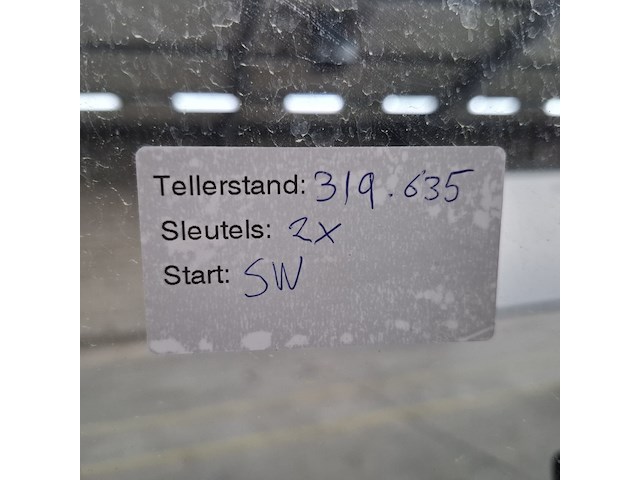 Tellerstand: 319.635
Sleutels: 2x
Start: SW